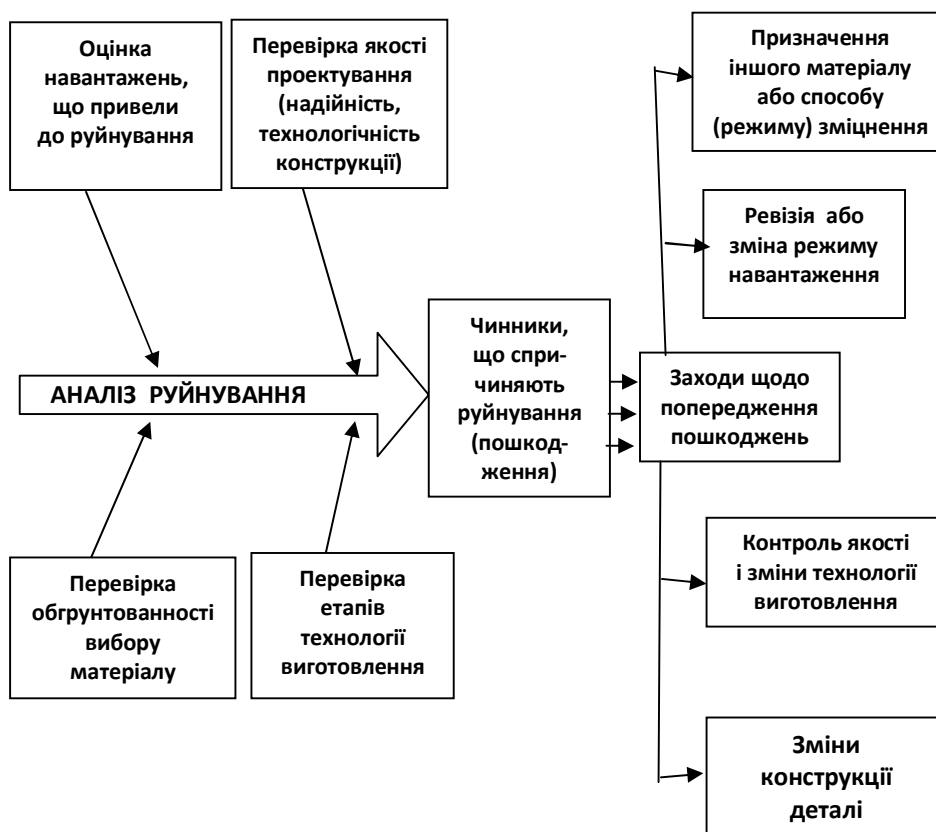 Оцінка
навантажень,
що привели
до руйнування
Перевірка якості
проектування
(надійність,
технологічність
конструкції)
Призначення
іншого матеріалу
або способу
(режиму) зміцнення
Ревізія або
зміна режиму
навантаження
АНАЛІЗ РУЙНУВАННЯ
Чинники,
що спри-
чиняють
руйнування
(пошкод-
ження)
Заходи щодо
попередження
пошкоджень
Перевірка
обгрунтованності
вибору
матеріалу
Перевірка
етапів
технології
виготовлення
Контроль якості
і зміни технології
виготовлення
Зміни
конструкції
деталі